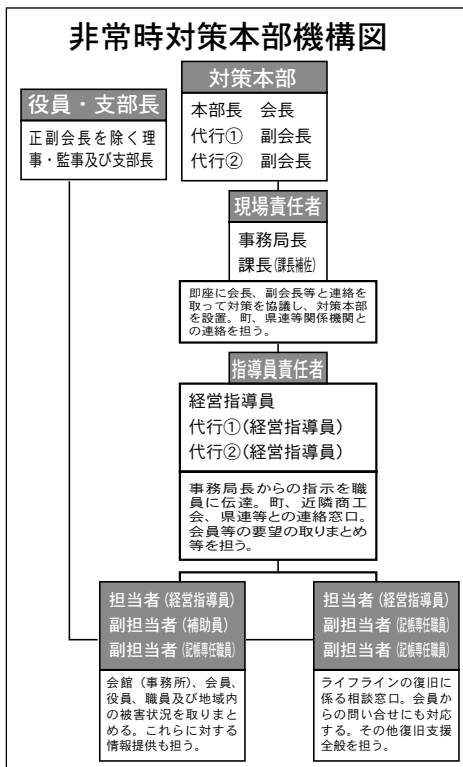 非常時対策本部機構図
対策本部
本部長 会長
代行① 副会長
代行② 副会長
役員・支部長
正副会長を除く理
事・監事及び支部長
現場責任者
事務局長
課長(課長補佐)
即座に会長、副会長等と連絡を
取って対策を協議し、対策本部
を設置。町、県連等関係機関と
の連絡を担う。
指導員責任者
経営指導員
代行①(経営指導員)
代行②(経営指導員)
事務局長からの指示を職
員に伝達。町、近隣商工
会、県連等との連絡窓口。
会員等の要望の取りまとめ
等を担う。
担当者(経営指導員)
副担当者(補助員)
副担当者(記帳専任職員)
会館(事務所)、会員、
役員、職員及び地域内
の被害状況を取りまと
める。これらに対する
情報提供も担う。
担当者(経営指導員)
副担当者(記帳専任職員)
副担当者(記帳専任職員)
ライフラインの復旧に
係る相談窓口。会員か
らの問い合せにも対応
する。その他復旧支援
全般を担う。